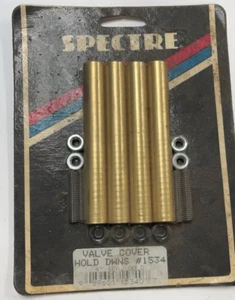 SPECTRE
VALVE COVER
HOLD DWNS #1534